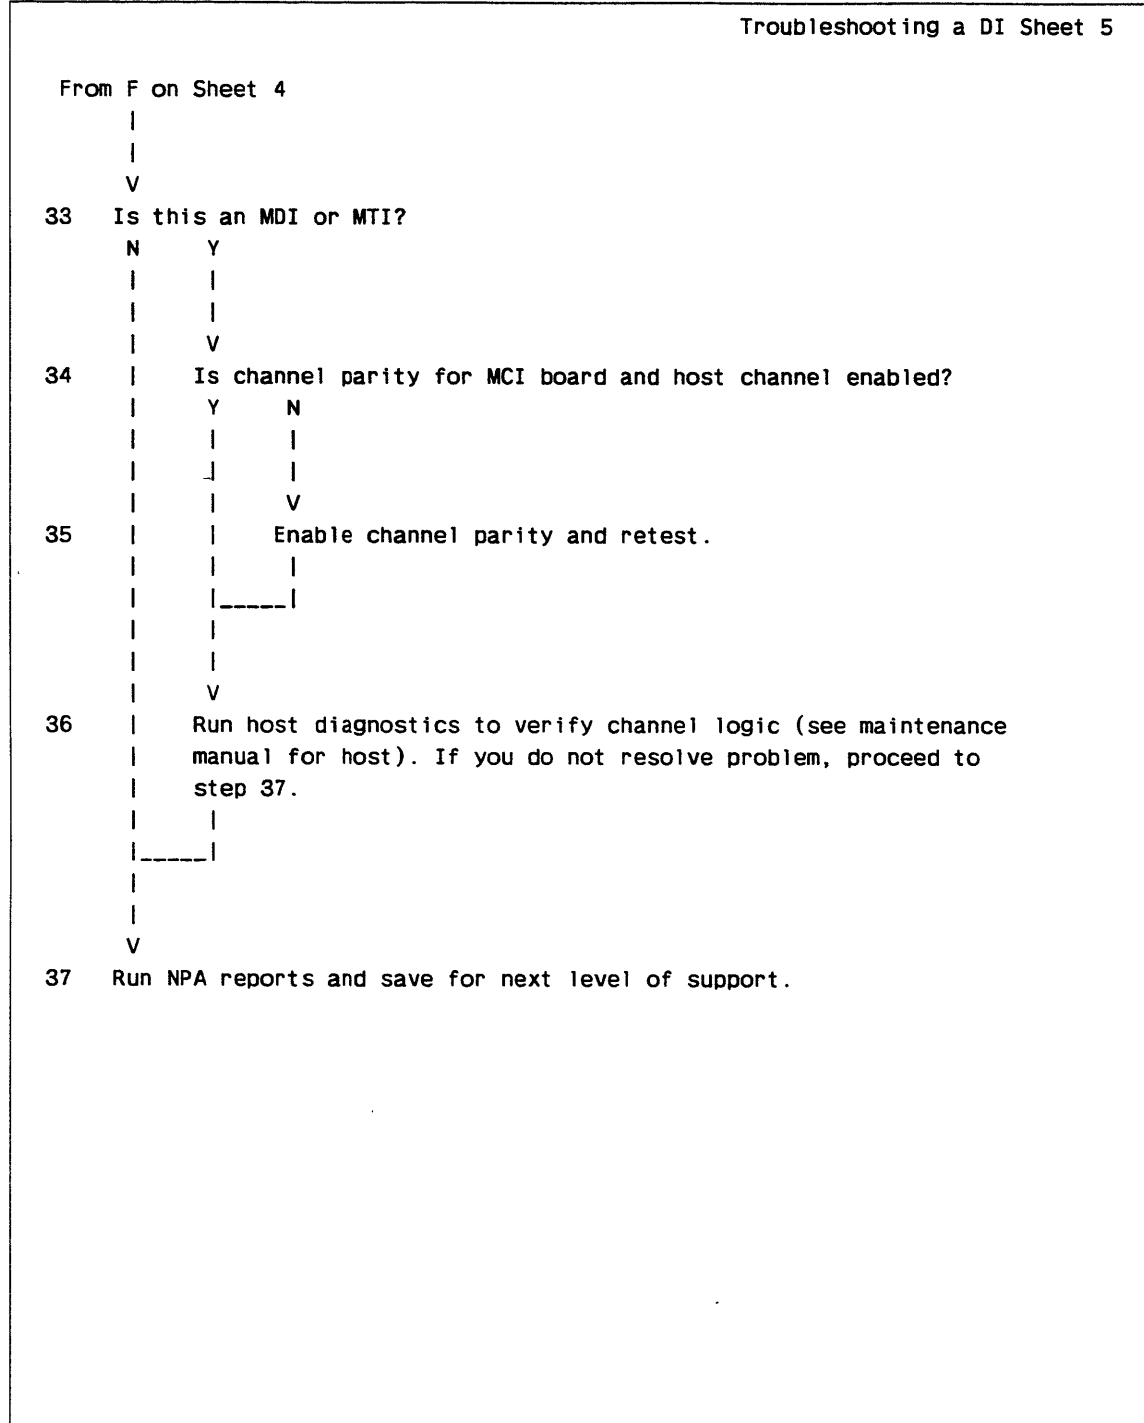 Troubleshooting a DI Sheet 5
From F on Sheet 4
V
33 Is this an MDI or MTI?
N Y
V
34 Is channel parity for MCI board and host channel enabled?
Y N
V
35 Enable channel parity and retest.
V
36 Run host diagnostics to verify channel logic (see maintenance
manual for host). If you do not resolve problem, proceed to
step 37.
V
37 Run NPA reports and save for next level of support.